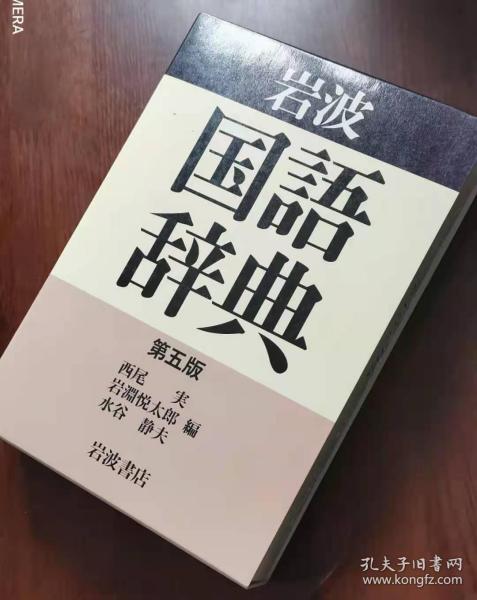 MERA
岩波
国語
辞典
第五版
西尾 実
岩淵悦太郎 編
水谷 静夫
岩波書店
孔夫子旧书网
www.kongfz.com